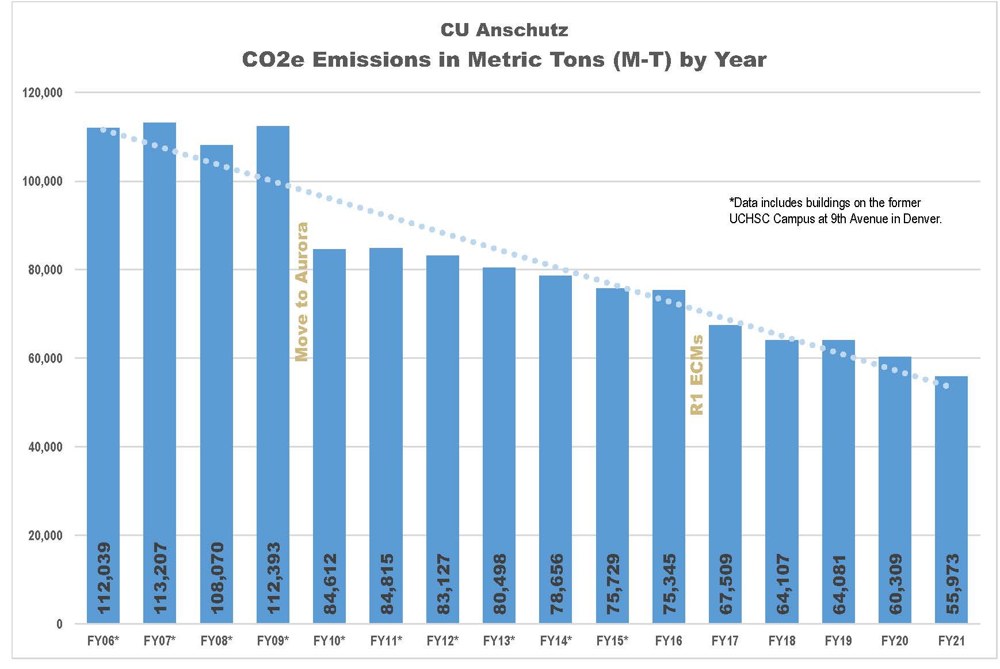 CU Anschutz
CO2e Emissions in Metric Tons (M-T) by Year
120,000
100,000
80,000
60,000
40,000
20,000
0
*Data includes buildings on the former
UCHSC Campus at 9th Avenue in Denver.
Move to Aurora
R1 ECMs
112,039
113,207
108,070
112,393
84,612
84,815
83,127
80,498
78,656
75,729
75,345
67,509
64,107
64,081
60,309
55,973
FY06*
FY07*
FY08*
FY09*
FY10*
FY11*
FY12*
FY13*
FY14*
FY15*
FY16
FY17
FY18
FY19
FY20
FY21